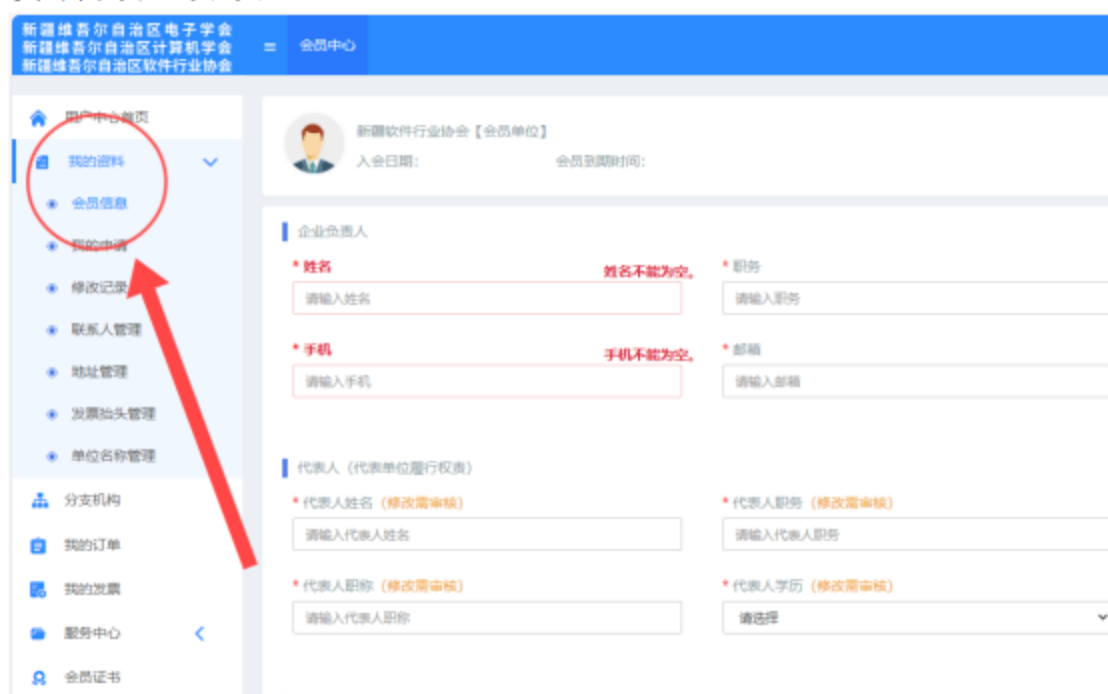 新疆维吾尔自治区电子学会
新疆维吾尔自治区计算机学会
新疆维吾尔自治区软件行业协会
会员中心
用户中心首页
我的资料
会员信息
我的申请
修改记录
联系人管理
地址管理
发票抬头管理
单位名称管理
分支机构
我的订单
我的发票
服务中心
会员证书
新疆软件行业协会【会员单位】
入会日期: 会员到期时间:
企业负责人
* 姓名 姓名不能为空。 * 职务
请输入姓名 请输入职务
* 手机 手机不能为空。 * 邮箱
请输入手机 请输入邮箱
代表人（代表单位履行权责）
* 代表人姓名（修改需审核） * 代表人职务（修改需审核）
请输入代表人姓名 请输入代表人职务
* 代表人职称（修改需审核） * 代表人学历（修改需审核）
请输入代表人职称 请选择